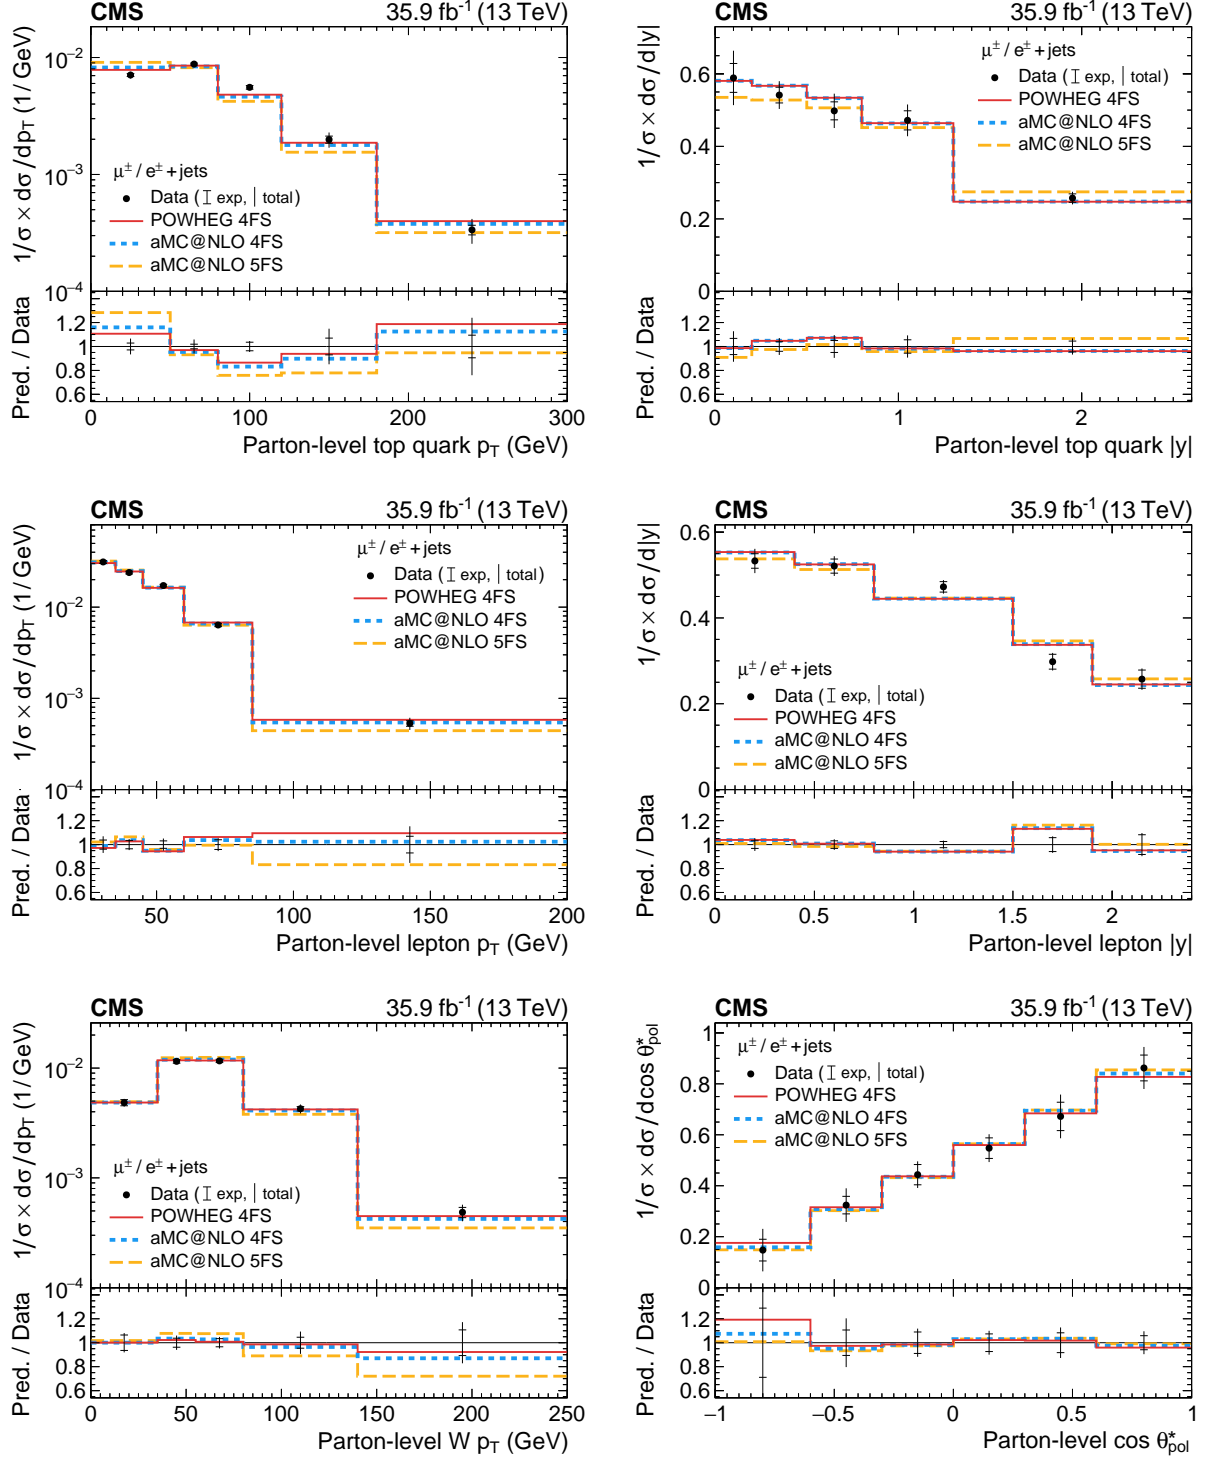 CMS 35.9 fb⁻¹ (13 TeV)
1/σ × dσ/dp_T (1/GeV)
10⁻²
10⁻³
10⁻⁴
μ±/e± + jets
Data (I exp, | total)
POWHEG 4FS
aMC@NLO 4FS
aMC@NLO 5FS
Pred. / Data
1.2
1
0.8
0.6
0 100 200 300
Parton-level top quark p_T (GeV)
CMS 35.9 fb⁻¹ (13 TeV)
1/σ × dσ/d|y|
0.6
0.4
0.2
0
μ±/e± + jets
Data (I exp, | total)
POWHEG 4FS
aMC@NLO 4FS
aMC@NLO 5FS
Pred. / Data
1.2
1
0.8
0.6
0 1 2
Parton-level top quark |y|
CMS 35.9 fb⁻¹ (13 TeV)
1/σ × dσ/dp_T (1/GeV)
10⁻²
10⁻³
10⁻⁴
μ±/e± + jets
Data (I exp, | total)
POWHEG 4FS
aMC@NLO 4FS
aMC@NLO 5FS
Pred. / Data
1.2
1
0.8
0.6
50 100 150 200
Parton-level lepton p_T (GeV)
CMS 35.9 fb⁻¹ (13 TeV)
1/σ × dσ/d|y|
0.6
0.4
0.2
0
μ±/e± + jets
Data (I exp, | total)
POWHEG 4FS
aMC@NLO 4FS
aMC@NLO 5FS
Pred. / Data
1.2
1
0.8
0.6
0 0.5 1 1.5 2
Parton-level lepton |y|
CMS 35.9 fb⁻¹ (13 TeV)
1/σ × dσ/dp_T (1/GeV)
10⁻²
10⁻³
10⁻⁴
μ±/e± + jets
Data (I exp, | total)
POWHEG 4FS
aMC@NLO 4FS
aMC@NLO 5FS
Pred. / Data
1.2
1
0.8
0.6
0 50 100 150 200 250
Parton-level W p_T (GeV)
CMS 35.9 fb⁻¹ (13 TeV)
1/σ × dσ/dcos θ*_pol
1
0.8
0.6
0.4
0.2
0
μ±/e± + jets
Data (I exp, | total)
POWHEG 4FS
aMC@NLO 4FS
aMC@NLO 5FS
Pred. / Data
1.2
1
0.8
0.6
−1 −0.5 0 0.5 1
Parton-level cos θ*_pol